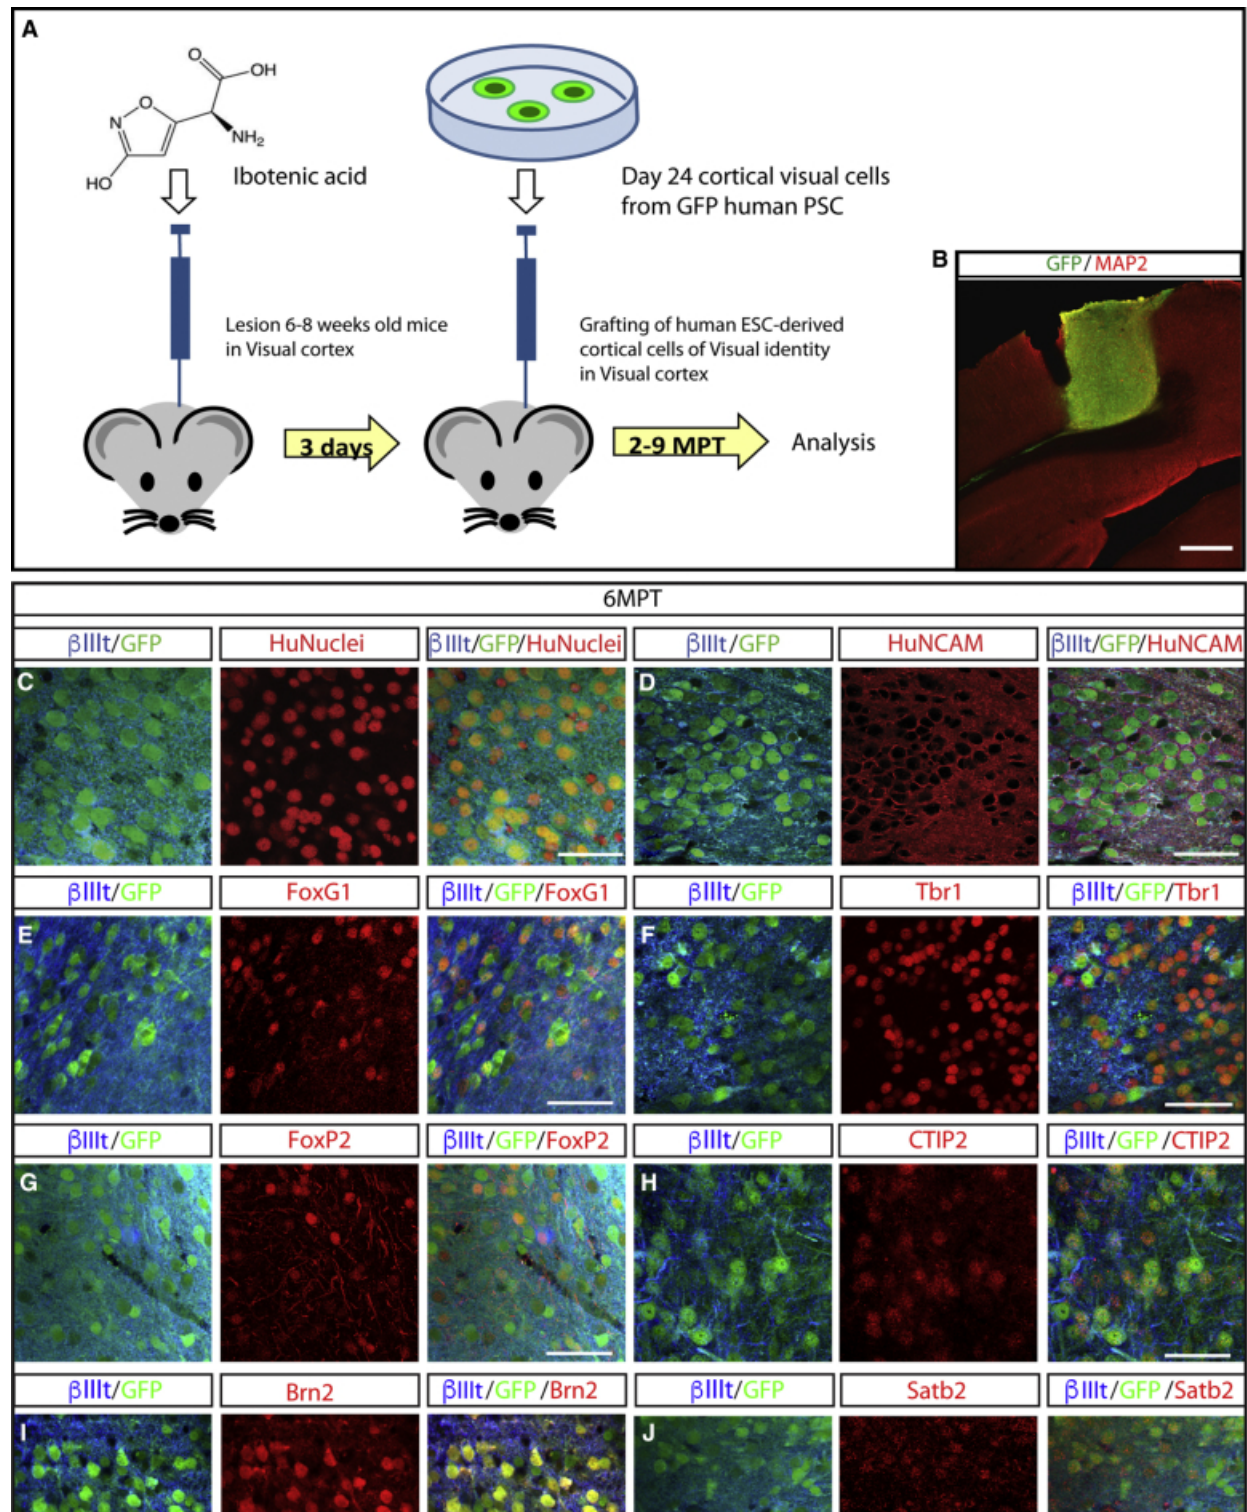 A
O
OH
O
N
NH2
HO
Ibotenic acid
Day 24 cortical visual cells
from GFP human PSC
Lesion 6-8 weeks old mice
in Visual cortex
Grafting of human ESC-derived
cortical cells of Visual identity
in Visual cortex
3 days
2-9 MPT
Analysis
B
GFP/MAP2
6MPT
βIIIt/GFP
HuNuclei
βIIIt/GFP/HuNuclei
βIIIt/GFP
HuNCAM
βIIIt/GFP/HuNCAM
C
D
βIIIt/GFP
FoxG1
βIIIt/GFP/FoxG1
βIIIt/GFP
Tbr1
βIIIt/GFP/Tbr1
E
F
βIIIt/GFP
FoxP2
βIIIt/GFP/FoxP2
βIIIt/GFP
CTIP2
βIIIt/GFP/CTIP2
G
H
βIIIt/GFP
Brn2
βIIIt/GFP/Brn2
βIIIt/GFP
Satb2
βIIIt/GFP/Satb2
I
J